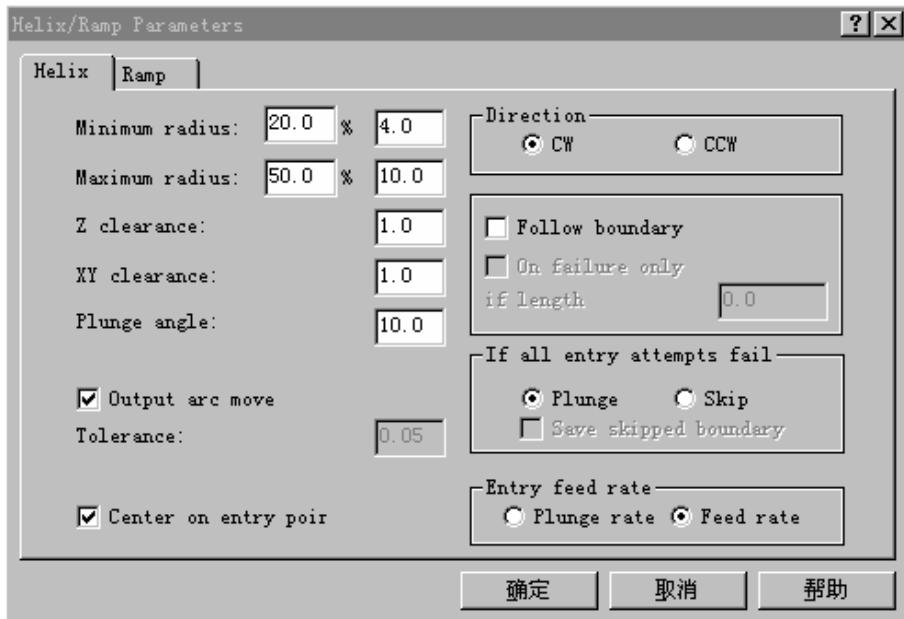 Helix/Ramp Parameters ? ×
Helix Ramp
Minimum radius: 20.0 % 4.0
Maximum radius: 50.0 % 10.0
Z clearance: 1.0
XY clearance: 1.0
Plunge angle: 10.0
Output arc move
Tolerance: 0.05
Center on entry poir
Direction
CW CCW
Follow boundary
On failure only
if length 0.0
If all entry attempts fail
Plunge Skip
Save skipped boundary
Entry feed rate
Plunge rate Feed rate
确定 取消 帮助